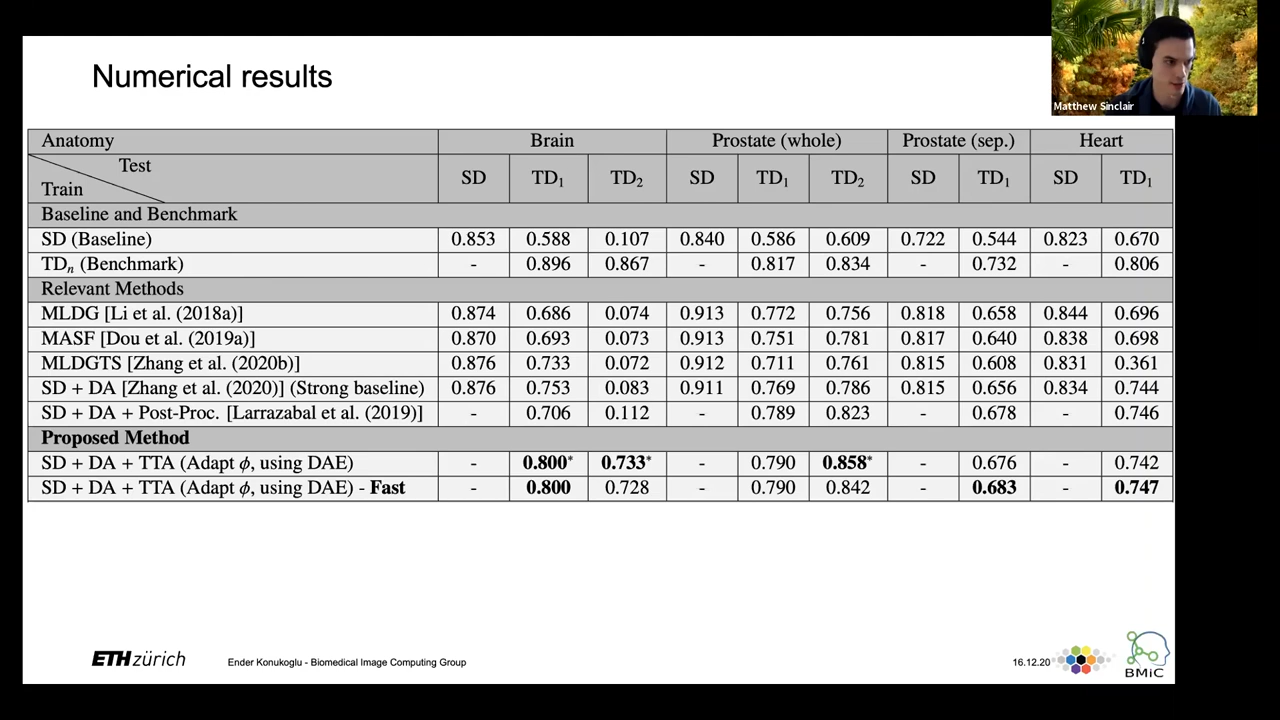 Matthew Sinclair
Numerical results
Anatomy Brain Prostate (whole) Prostate (sep.) Heart
Test
Train SD TD₁ TD₂ SD TD₁ TD₂ SD TD₁ SD TD₁
Baseline and Benchmark
SD (Baseline) 0.853 0.588 0.107 0.840 0.586 0.609 0.722 0.544 0.823 0.670
TDₙ (Benchmark) - 0.896 0.867 - 0.817 0.834 - 0.732 - 0.806
Relevant Methods
MLDG [Li et al. (2018a)] 0.874 0.686 0.074 0.913 0.772 0.756 0.818 0.658 0.844 0.696
MASF [Dou et al. (2019a)] 0.870 0.693 0.073 0.913 0.751 0.781 0.817 0.640 0.838 0.698
MLDGTS [Zhang et al. (2020b)] 0.876 0.733 0.072 0.912 0.711 0.761 0.815 0.608 0.831 0.361
SD + DA [Zhang et al. (2020)] (Strong baseline) 0.876 0.753 0.083 0.911 0.769 0.786 0.815 0.656 0.834 0.744
SD + DA + Post-Proc. [Larrazabal et al. (2019)] - 0.706 0.112 - 0.789 0.823 - 0.678 - 0.746
Proposed Method
SD + DA + TTA (Adapt ϕ, using DAE) - 0.800* 0.733* - 0.790 0.858* - 0.676 - 0.742
SD + DA + TTA (Adapt ϕ, using DAE) - Fast - 0.800 0.728 - 0.790 0.842 - 0.683 - 0.747
ETH zürich
Ender Konukoglu - Biomedical Image Computing Group
16.12.20
BMiC